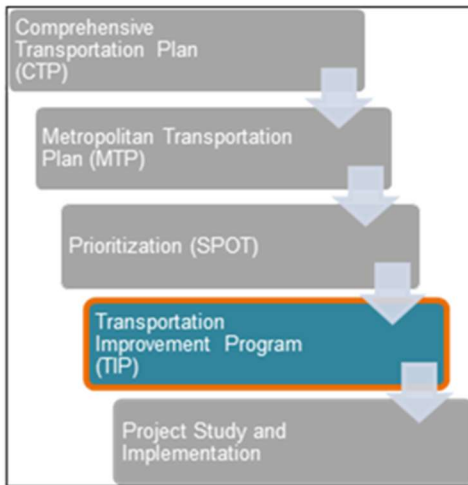 Comprehensive
Transportation Plan
(CTP)
Metropolitan Transportation
Plan (MTP)
Prioritization (SPOT)
Transportation
Improvement Program
(TIP)
Project Study and
Implementation